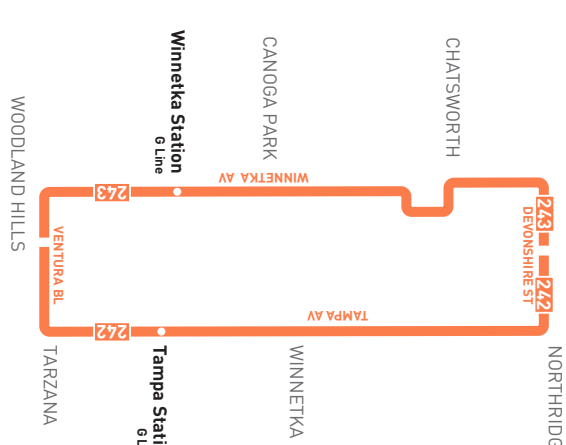 NORTHRIDG
243
242
DEVONSHIRE ST
CHATSWORTH
TAMPA AV
WINNETKA AV
WINNETKA
CANOGA PARK
Winnetka Station
G Line
Tampa Stati
G L
243
242
VENTURA BL
TARZANA
WOODLAND HILLS